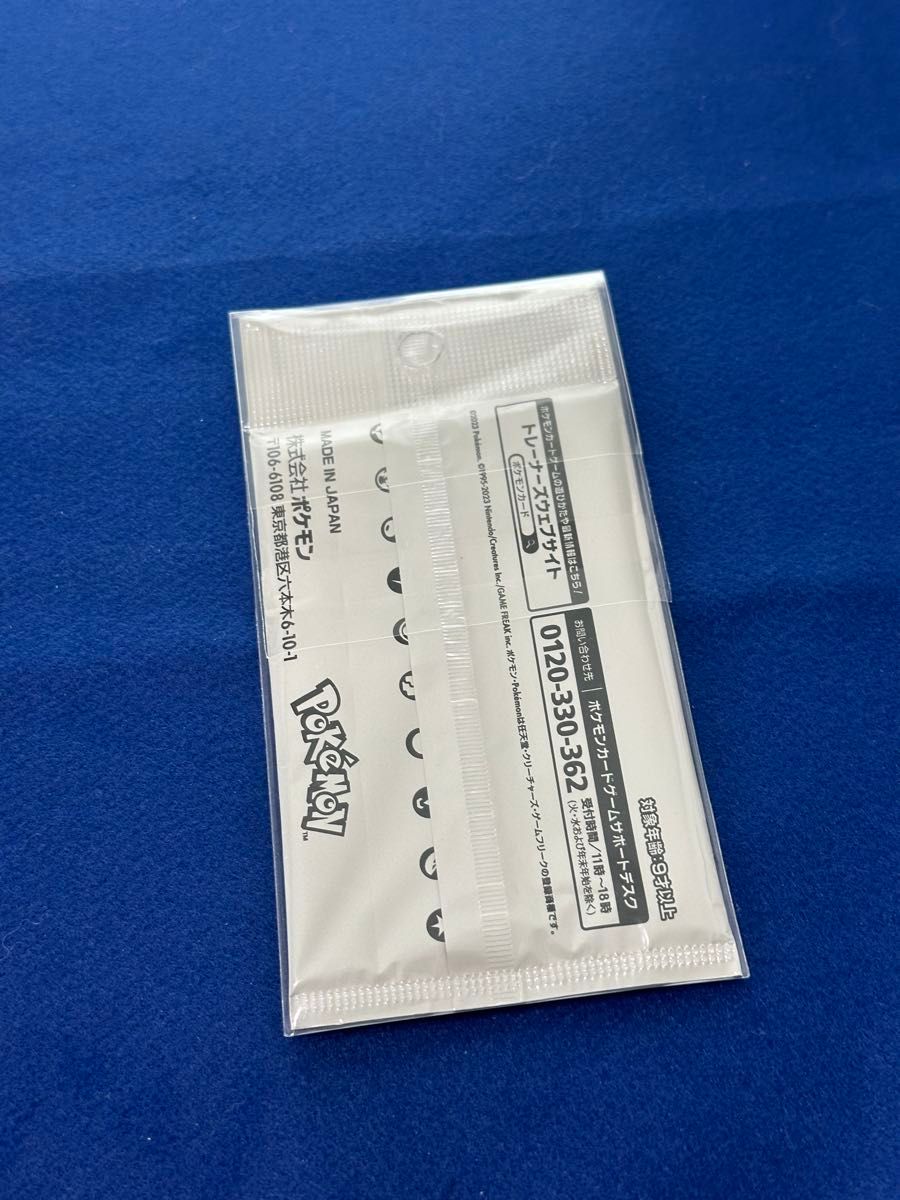 対象年齢:9才以上
ポケモンカードゲームの遊びかたや最新情報はこちら!
トレーナーズウェブサイト
ポケモンカード
お問い合わせ先 | ポケモンカードゲームサポートデスク
0120-330-362 受付時間/11時~18時
(火・水および年末年始を除く)
©2023 Pokémon. ©1995-2023 Nintendo/Creatures Inc./GAME FREAK inc. ポケモン・Pokémonは任天堂・クリーチャーズ・ゲームフリークの登録商標です。
MADE IN JAPAN
株式会社 ポケモン
〒106-6108 東京都港区六本木6-10-1
POKéMON
TM